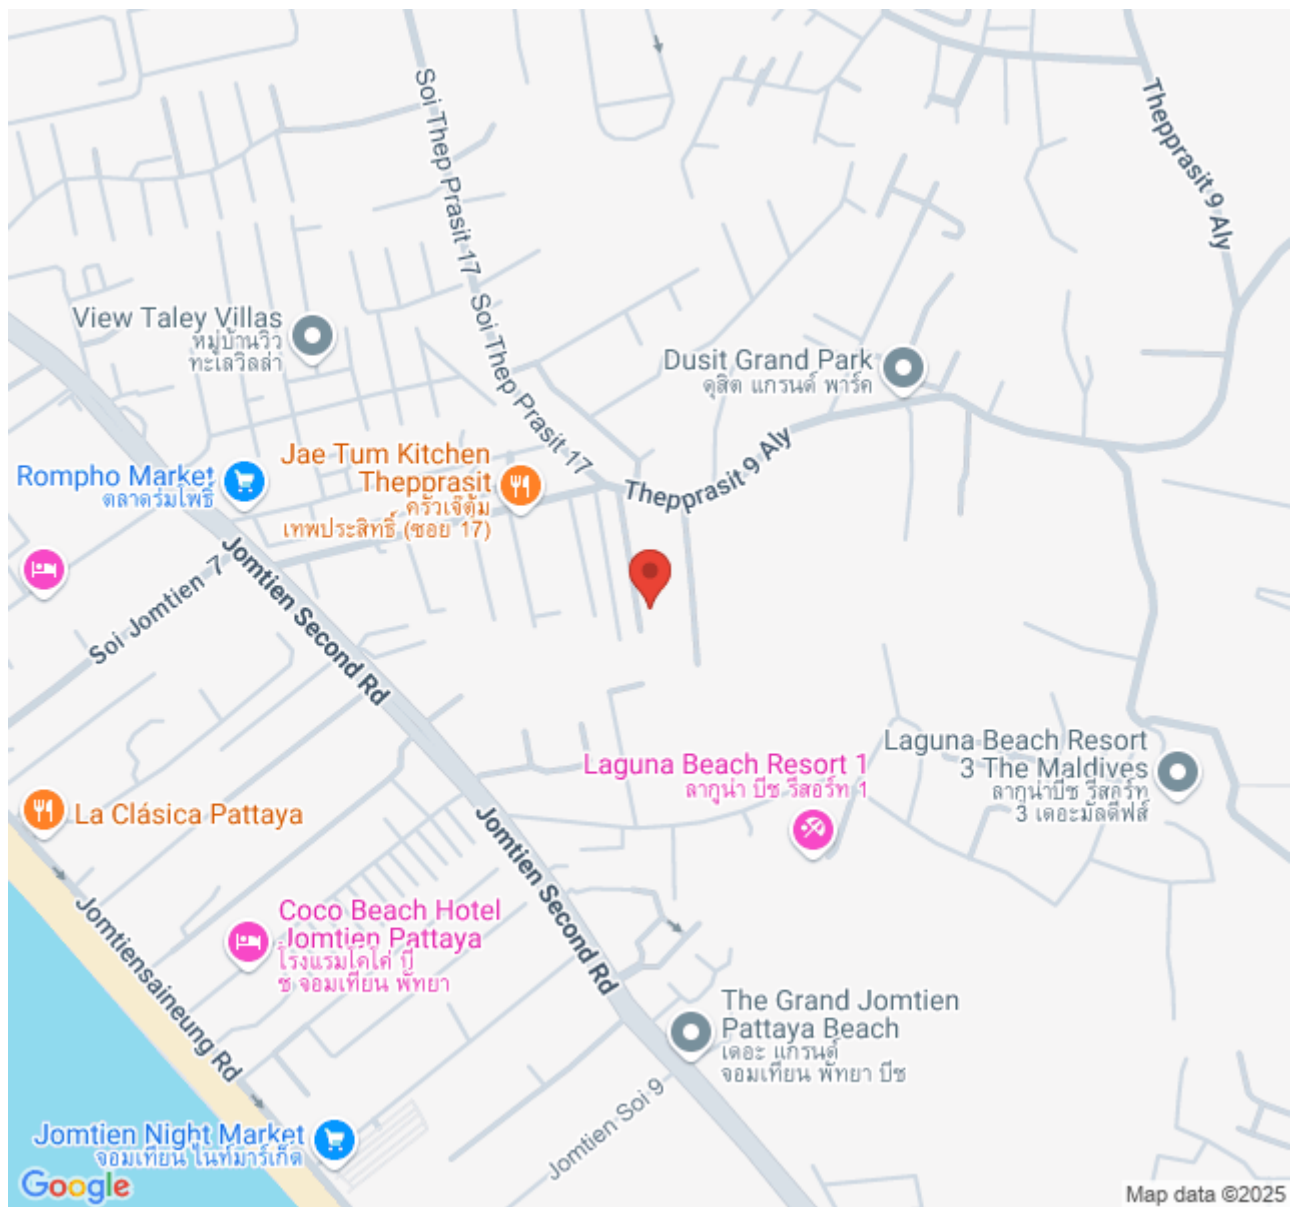 Soi Thep Prasit 17
Thepprasit 9 Aly
View Taley Villas
หมู่บ้านวิว
ทะเลวิลล่า
Soi Thep Prasit 17
Dusit Grand Park
ดุสิต แกรนด์ พาร์ค
Jae Tum Kitchen
Thepprasit
ครัวเจ๊ตุ้ม
เทพประสิทธิ์ (ซอย 17)
Thepprasit 9 Aly
Rompho Market
ตลาดร่มโพธิ์
Soi Jomtien 7
Jomtien Second Rd
Laguna Beach Resort
3 The Maldives
ลากูน่าบีช รีสอร์ท
3 เดอะมัลดีฟส์
Laguna Beach Resort 1
ลากูน่า บีช รีสอร์ท 1
La Clásica Pattaya
Jomtien Second Rd
Coco Beach Hotel
Jomtien Pattaya
โรงแรมโคโค่ บี
ช จอมเทียน พัทยา
Jomtiensaineung Rd
The Grand Jomtien
Pattaya Beach
เดอะ แกรนด์
จอมเทียน พัทยา บีช
Jomtien Soi 9
Jomtien Night Market
จอมเทียน ไนท์มาร์เก็ต
Google
Map data ©2025